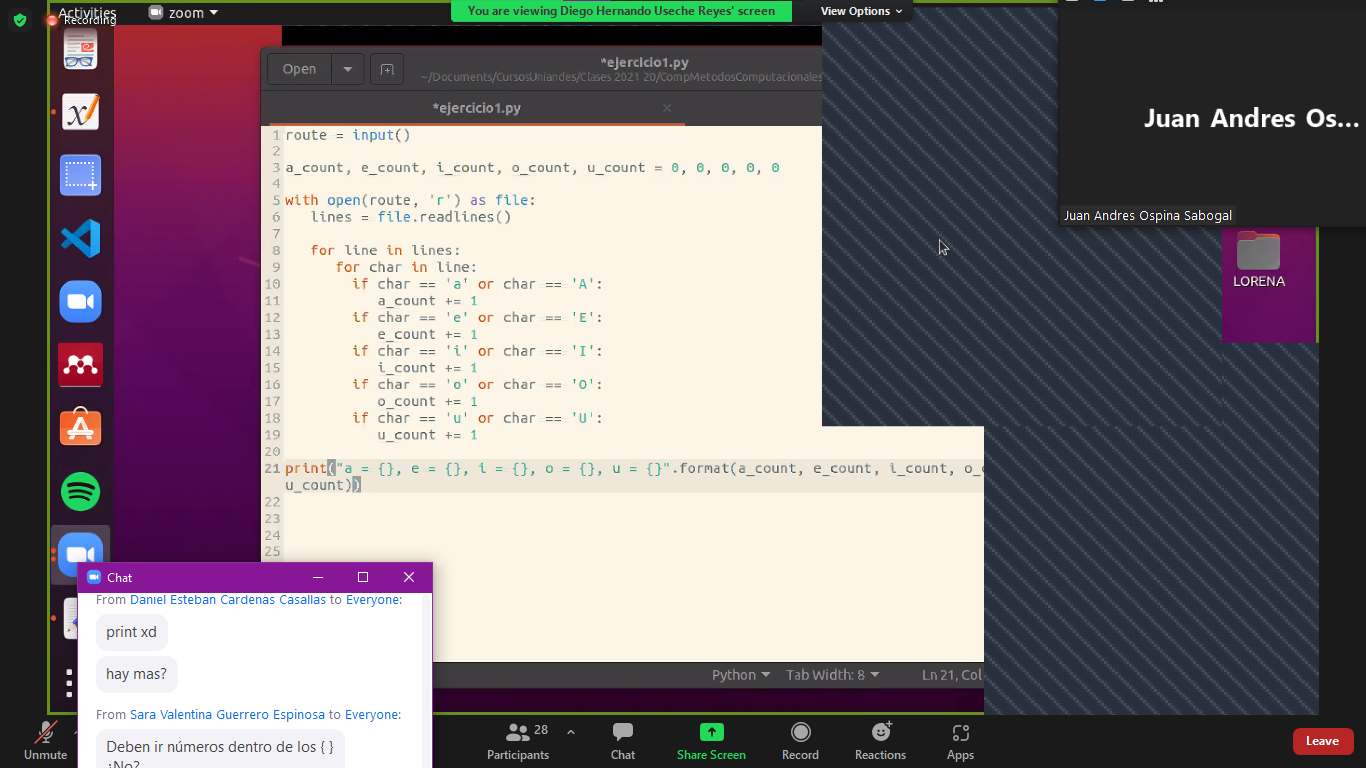 Activities
zoom
Recording
You are viewing Diego Hernando Useche Reyes' screen
View Options
Open
*ejercicio1.py
~/Documents/CursosUniandes/Clases 2021 20/CompMetodosComputacionales
*ejercicio1.py
1 route = input()
2
3 a_count, e_count, i_count, o_count, u_count = 0, 0, 0, 0, 0
4
5 with open(route, 'r') as file:
6 lines = file.readlines()
7
8 for line in lines:
9 for char in line:
10 if char == 'a' or char == 'A':
11 a_count += 1
12 if char == 'e' or char == 'E':
13 e_count += 1
14 if char == 'i' or char == 'I':
15 i_count += 1
16 if char == 'o' or char == 'O':
17 o_count += 1
18 if char == 'u' or char == 'U':
19 u_count += 1
20
21 print("a = {}, e = {}, i = {}, o = {}, u = {}".format(a_count, e_count, i_count, o_
u_count))
22
23
24
25
Python
Tab Width: 8
Ln 21, Col
Juan Andres Os...
Juan Andres Ospina Sabogal
LORENA
Chat
From Daniel Esteban Cardenas Casallas to Everyone:
print xd
hay mas?
From Sara Valentina Guerrero Espinosa to Everyone:
Deben ir números dentro de los { }
¿No?
Unmute
28
Participants
Chat
Share Screen
Record
Reactions
Apps
Leave